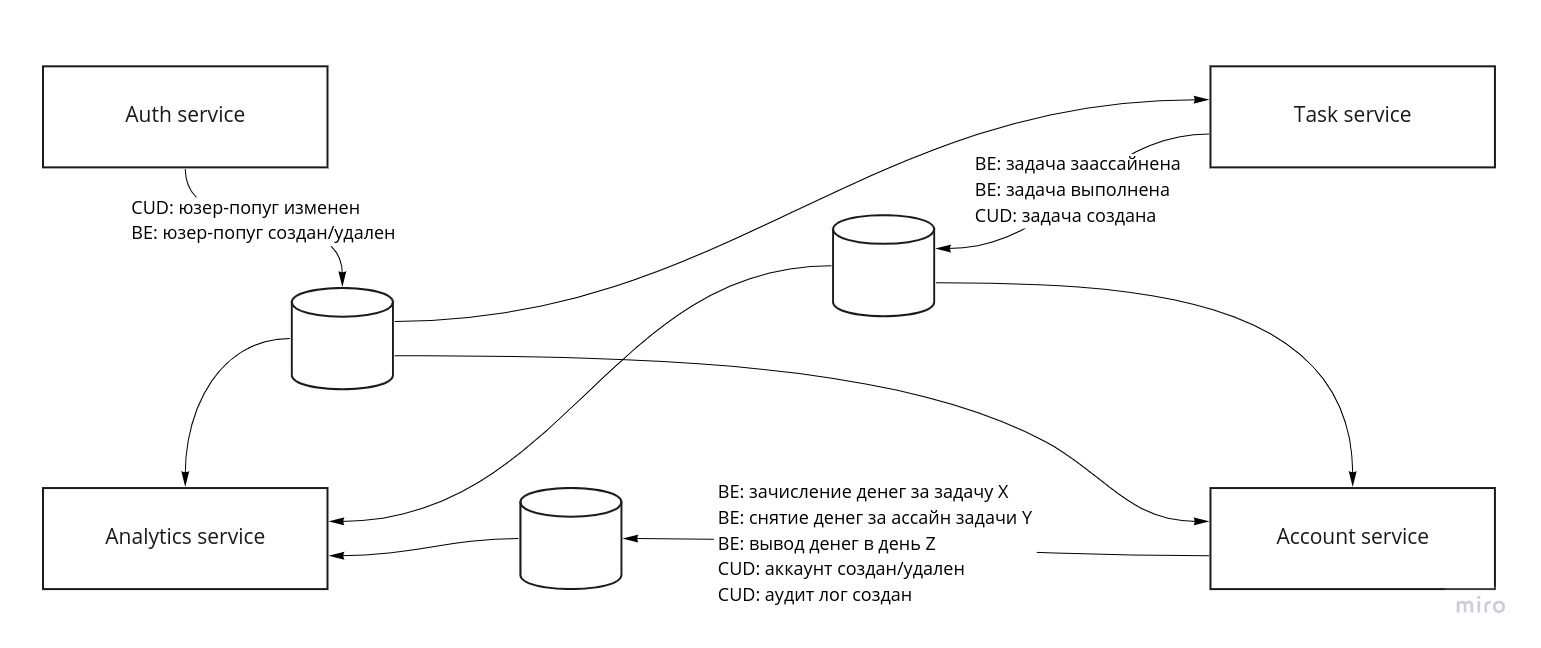 Auth service
Task service
BE: задача заассайнена
BE: задача выполнена
CUD: задача создана
CUD: юзер-попуг изменен
BE: юзер-попуг создан/удален
BE: зачисление денег за задачу X
BE: снятие денег за ассайн задачи Y
BE: вывод денег в день Z
CUD: аккаунт создан/удален
CUD: аудит лог создан
Analytics service
Account service
miro